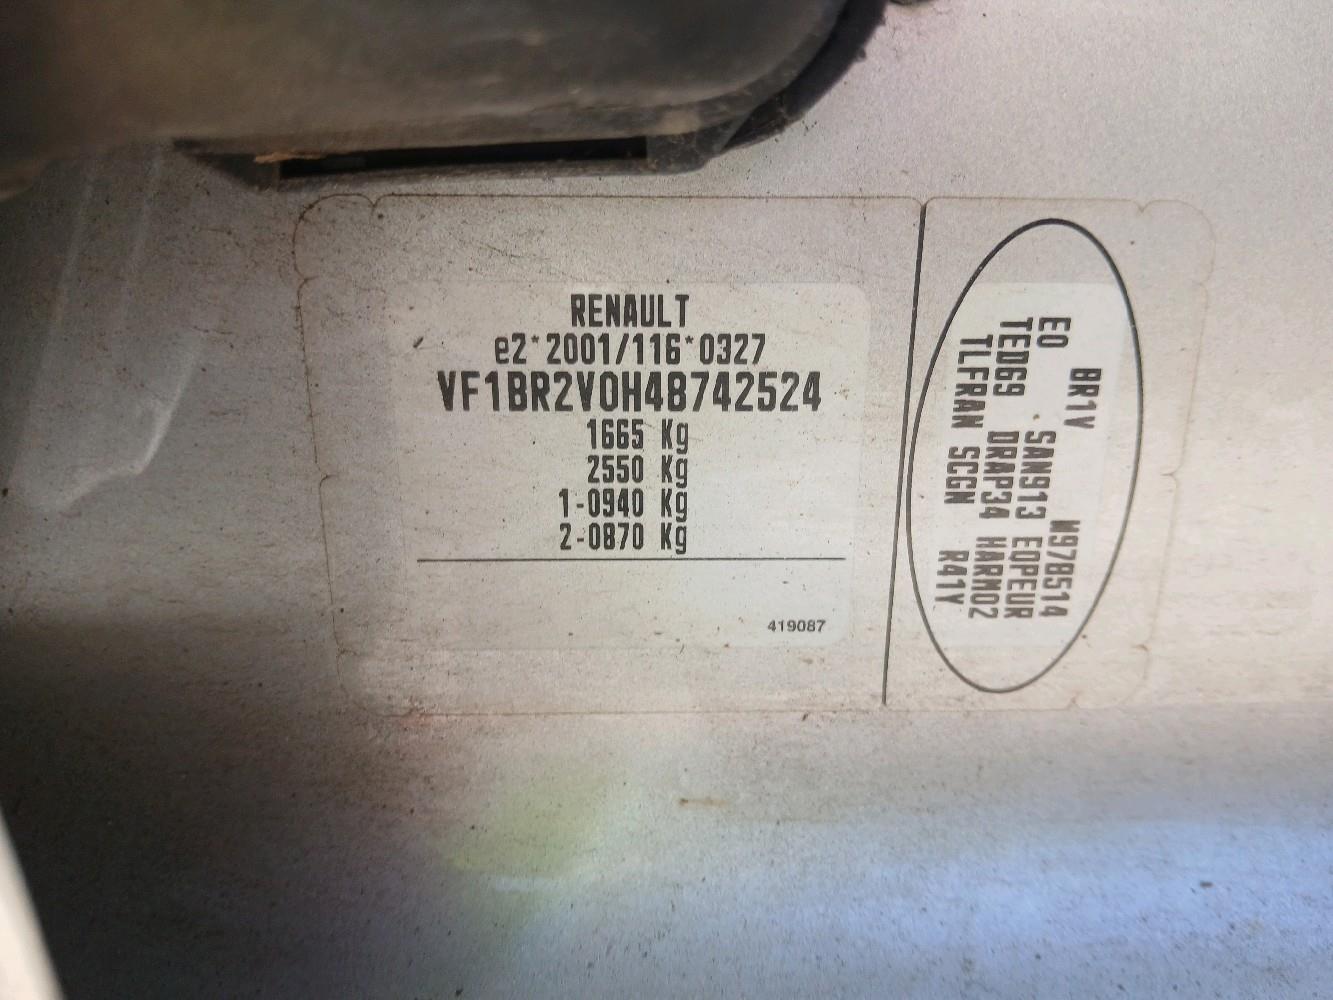 RENAULT
e2*2001/116*0327
VF1BR2V0H48742524
1665 Kg
2550 Kg
1-0940 Kg
2-0870 Kg
419087
BR1V M97B514
E0 SAN913 EQPEUR
TED69 DRAP34 HARM02
TLFRAN SCGN R41Y